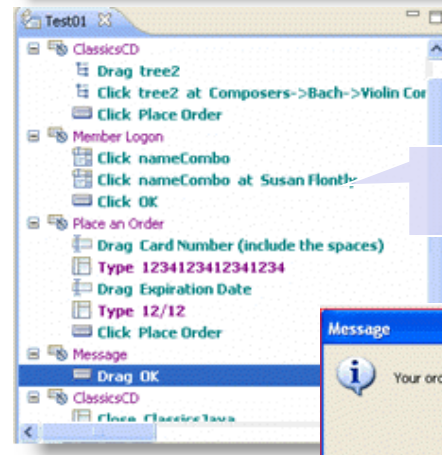 Test01
ClassicsCD
Drag tree2
Click tree2 at Composers->Bach->Violin Cor
Click Place Order
Member Logon
Click nameCombo
Click nameCombo at Susan Flontly
Click OK
Place an Order
Drag Card Number (include the spaces)
Type 1234123412341234
Drag Expiration Date
Type 12/12
Click Place Order
Message
Drag OK
ClassicsCD
Close ClassicsJava
Message
Your ord